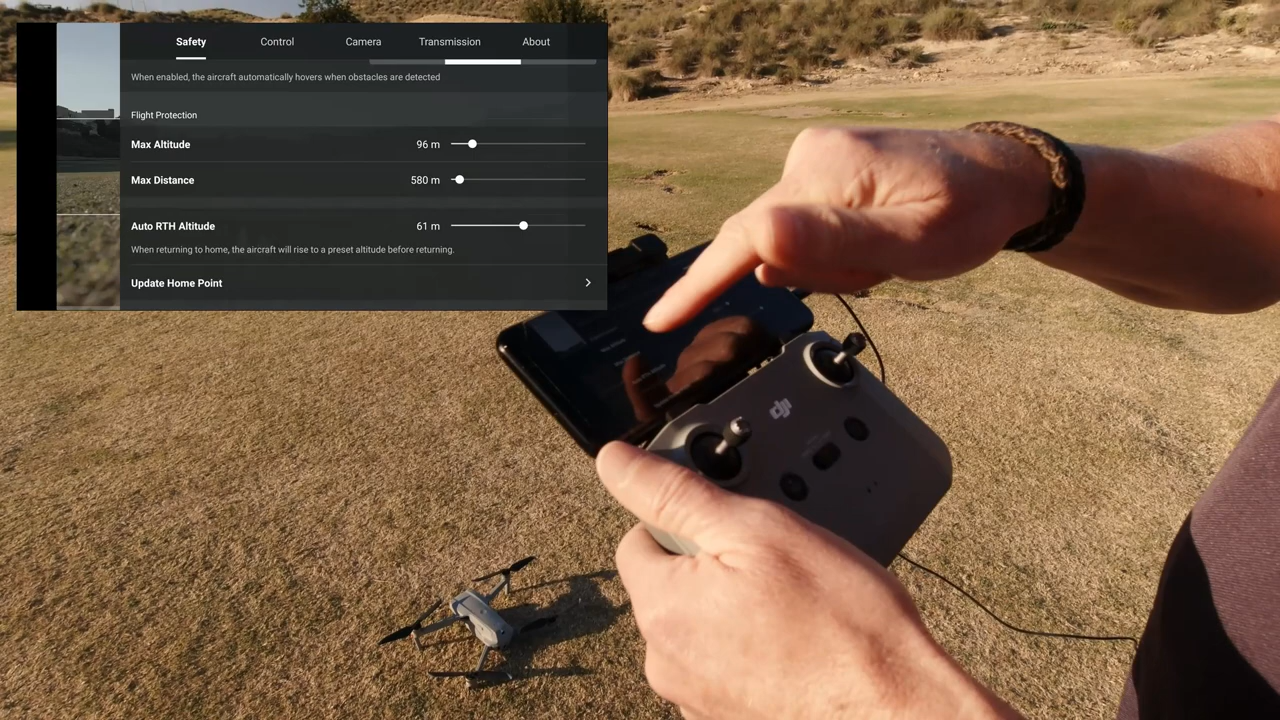 Safety Control Camera Transmission About
When enabled, the aircraft automatically hovers when obstacles are detected
Flight Protection
Max Altitude 96 m
Max Distance 580 m
Auto RTH Altitude 61 m
When returning to home, the aircraft will rise to a preset altitude before returning.
Update Home Point
dji